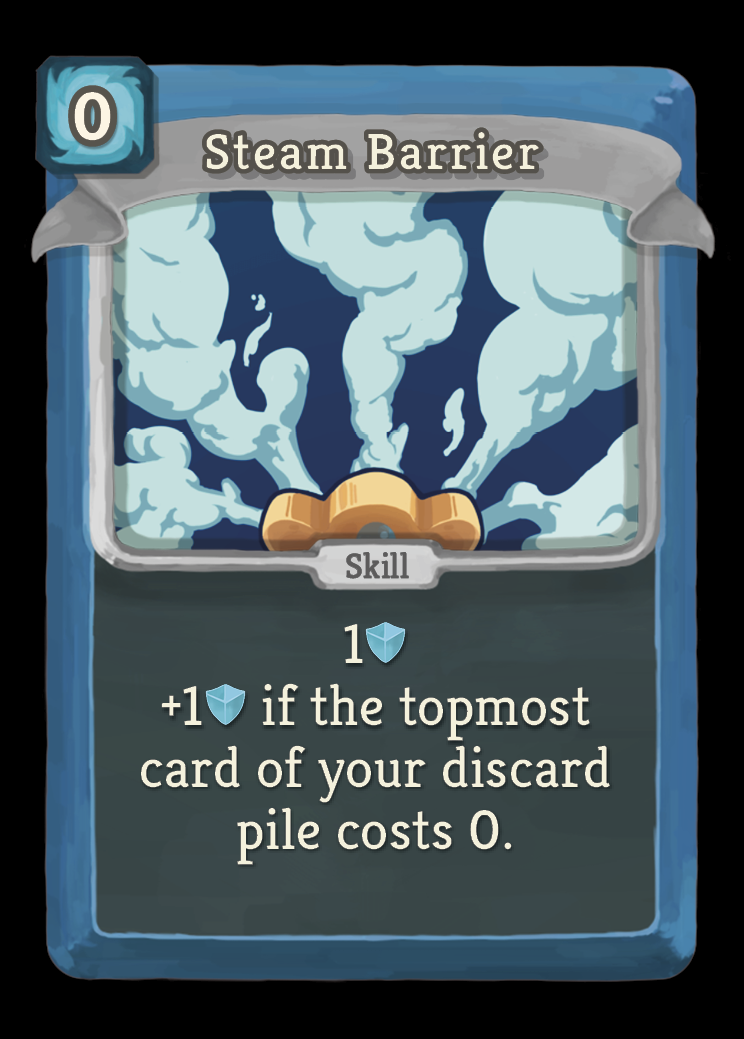 0
Steam Barrier
Skill
1
+1 if the topmost
card of your discard
pile costs 0.